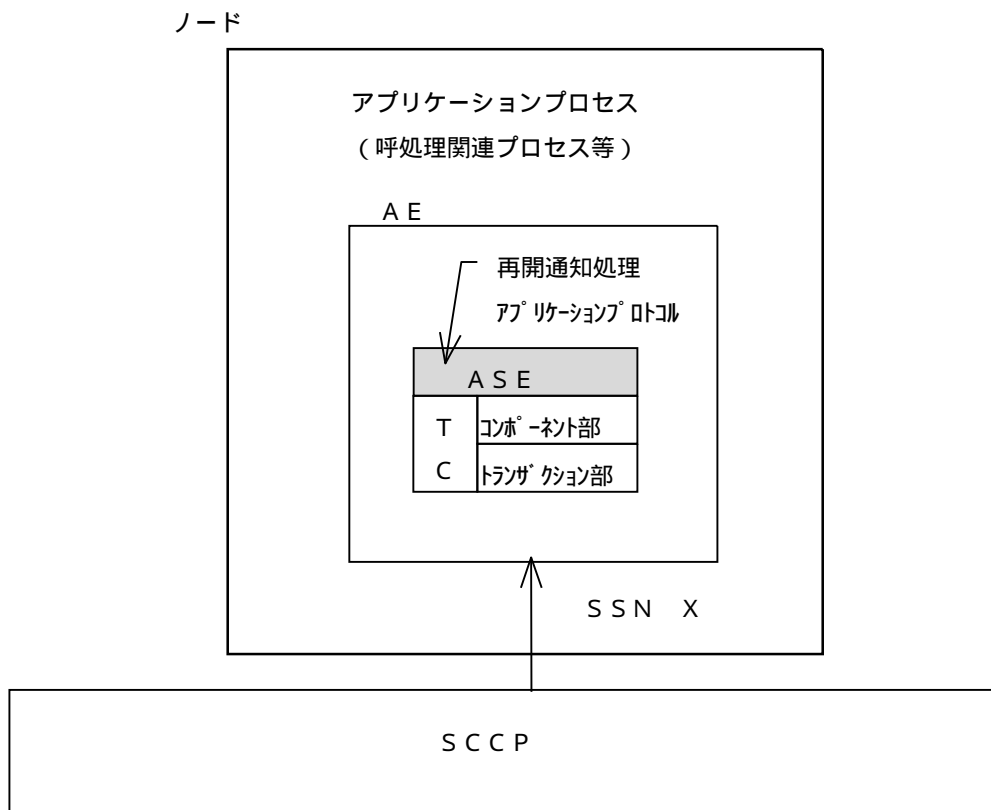 ノード
アプリケーションプロセス
(呼処理関連プロセス等)
AE
再開通知処理
ｱﾌﾟﾘｹｰｼｮﾝﾌﾟﾛﾄｺﾙ
ASE
T ｺﾝﾎﾟｰﾈﾝﾄ部
C ﾄﾗﾝｻﾞｸｼｮﾝ部
SSN X
SCCP